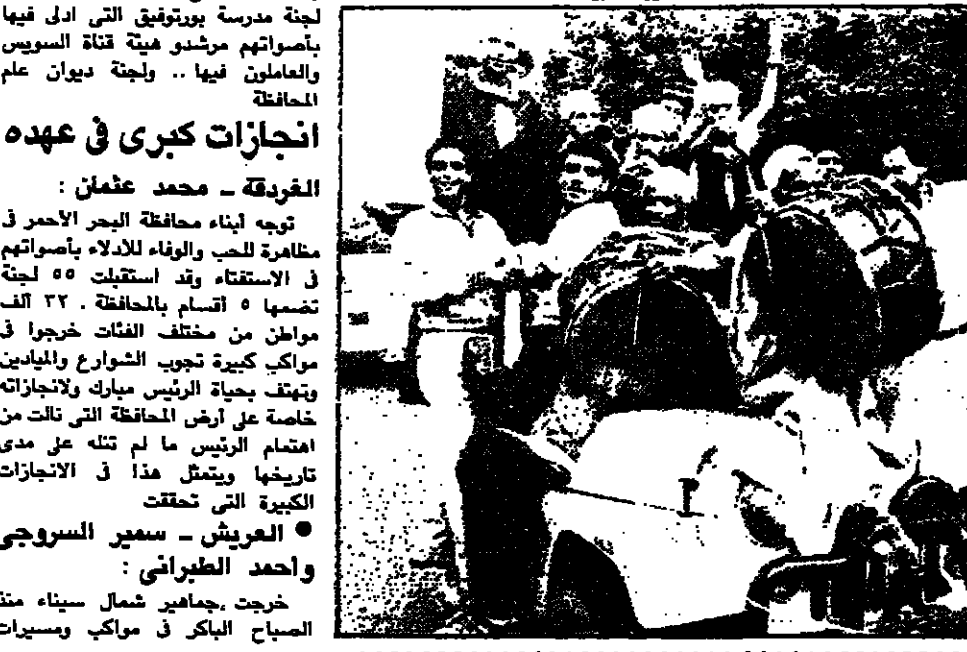 لجنة مدرسة بورتوفيق التى ادلى فيها
بأصواتهم مرشدو هيئة قناة السويس
والعاملون فيها .. ولجنة ديوان عام
المحافظة
انجازات كبرى فى عهده
الغردقة ــ محمد عثمان :
توجه أبناء محافظة البحر الأحمر فى
مظاهرة للحب والوفاء للادلاء بأصواتهم
فى الاستفتاء وقد استقبلت ٥٥ لجنة
تضمها ٥ أقسام بالمحافظة . ٣٢ ألف
مواطن من مختلف الفئات خرجوا فى
مواكب كبيرة تجوب الشوارع والميادين
وتهتف بحياة الرئيس مبارك ولانجازاته
خاصة على أرض المحافظة التى نالت من
اهتمام الرئيس ما لم تنله على مدى
تاريخها ويتمثل هذا فى الانجازات
الكبيرة التى تحققت
● العريش ــ سمير السروجى
واحمد الطبرانى :
خرجت جماهير شمال سيناء منذ
الصباح الباكر فى مواكب ومسيرات